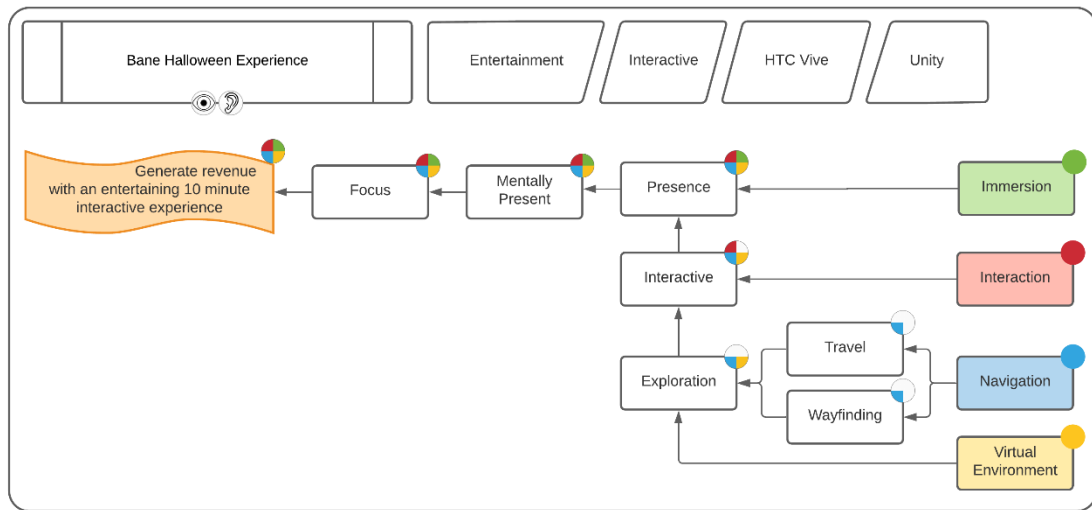 Bane Halloween Experience
Entertainment
Interactive
HTC Vive
Unity
Generate revenue
with an entertaining 10 minute
interactive experience
Focus
Mentally
Present
Presence
Immersion
Interactive
Interaction
Travel
Exploration
Navigation
Wayfinding
Virtual
Environment